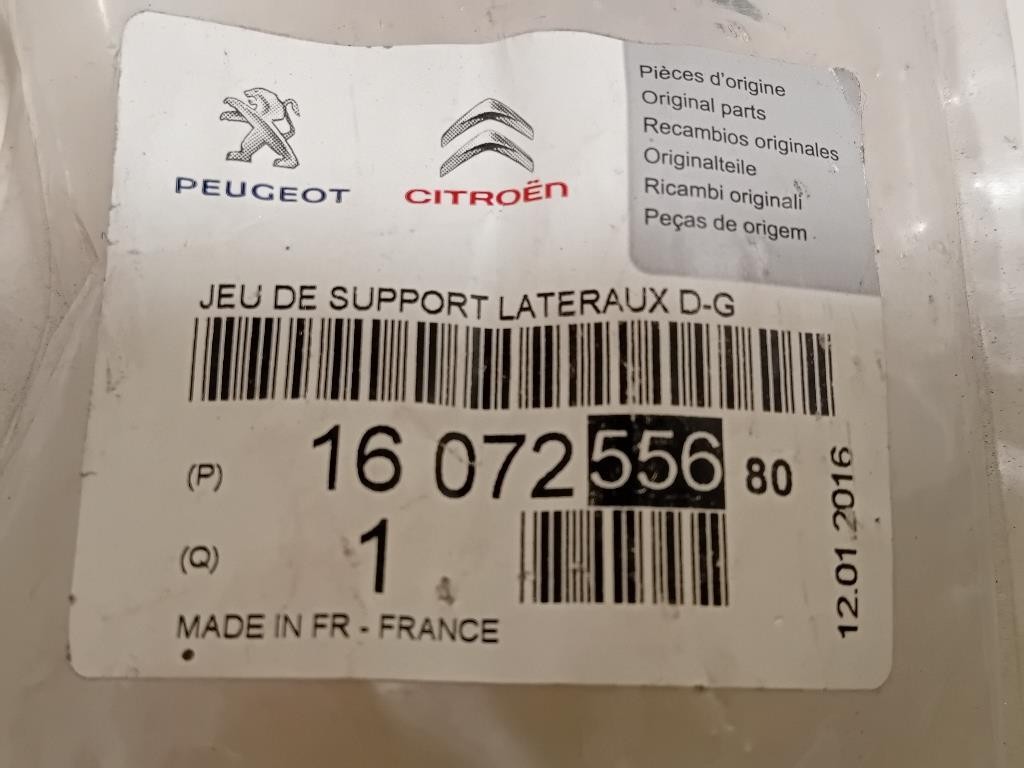 PEUGEOT
CITROËN
Pièces d'origine
Original parts
Recambios originales
Originalteile
Ricambi originali
Peças de origem
JEU DE SUPPORT LATERAUX D-G
(P) 16 072 556 80
(Q) 1
MADE IN FR - FRANCE
12.01.2016